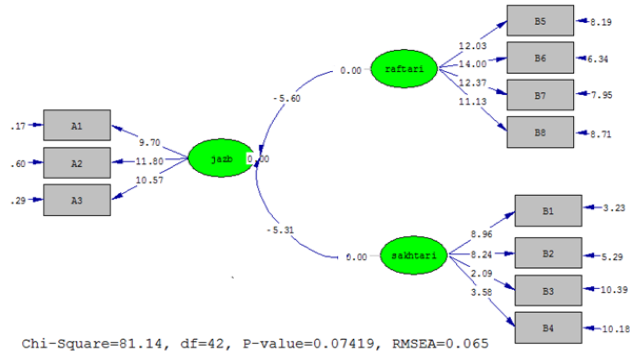 B5
8.19
12.03
B6
6.34
0.00
raftari
14.00
12.37
B7
7.95
11.13
B8
8.71
-5.60
.17
A1
9.70
.60
A2
11.80
jazb
.29
A3
10.57
B1
3.23
8.96
-5.31
8.24
B2
5.29
0.00
sakhtari
2.09
B3
10.39
3.58
B4
10.18
Chi-Square=81.14, df=42, P-value=0.07419, RMSEA=0.065